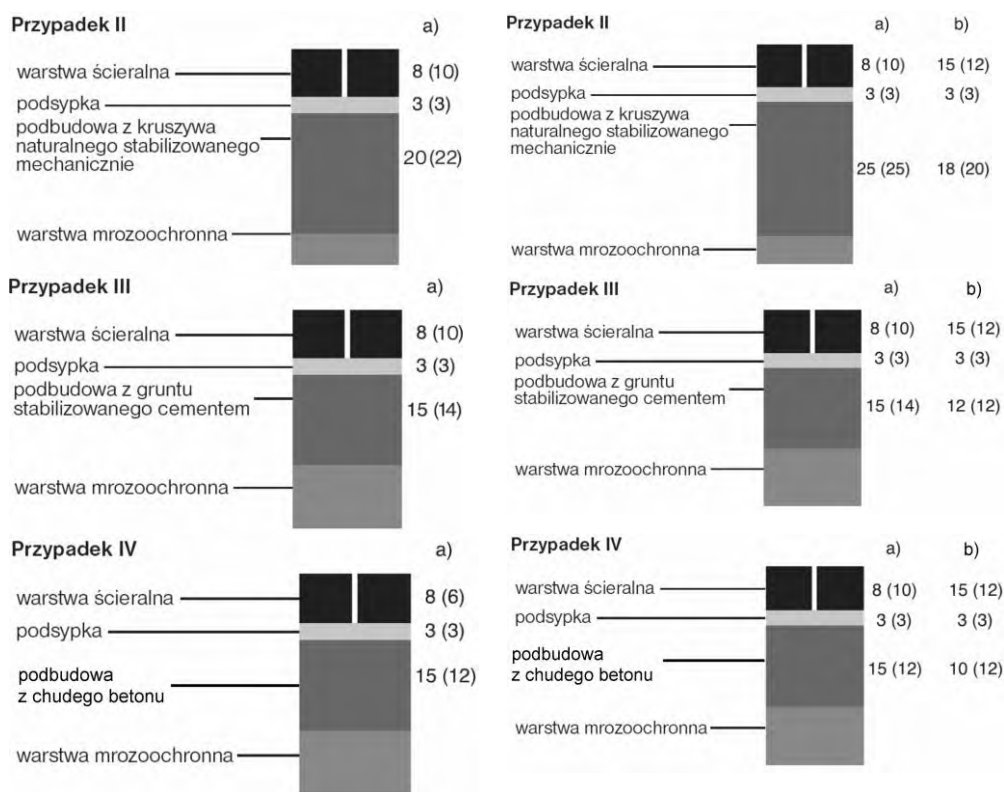 Przypadek II a)
warstwa ścieralna 8 (10)
podsypka 3 (3)
podbudowa z kruszywa
naturalnego stabilizowanego
mechanicznie 20 (22)
warstwa mrozoochronna
Przypadek III a)
warstwa ścieralna 8 (10)
podsypka 3 (3)
podbudowa z gruntu
stabilizowanego cementem 15 (14)
warstwa mrozoochronna
Przypadek IV a)
warstwa ścieralna 8 (6)
podsypka 3 (3)
podbudowa 15 (12)
z chudego betonu
warstwa mrozoochronna
Przypadek II a) b)
warstwa ścieralna 8 (10) 15 (12)
podsypka 3 (3) 3 (3)
podbudowa z kruszywa
naturalnego stabilizowanego
mechanicznie
25 (25) 18 (20)
warstwa mrozoochronna
Przypadek III a) b)
warstwa ścieralna 8 (10) 15 (12)
podsypka 3 (3) 3 (3)
podbudowa z gruntu
stabilizowanego cementem
15 (14) 12 (12)
warstwa mrozoochronna
Przypadek IV a) b)
warstwa ścieralna 8 (10) 15 (12)
podsypka 3 (3) 3 (3)
podbudowa
z chudego betonu 15 (12) 10 (12)
warstwa mrozoochronna